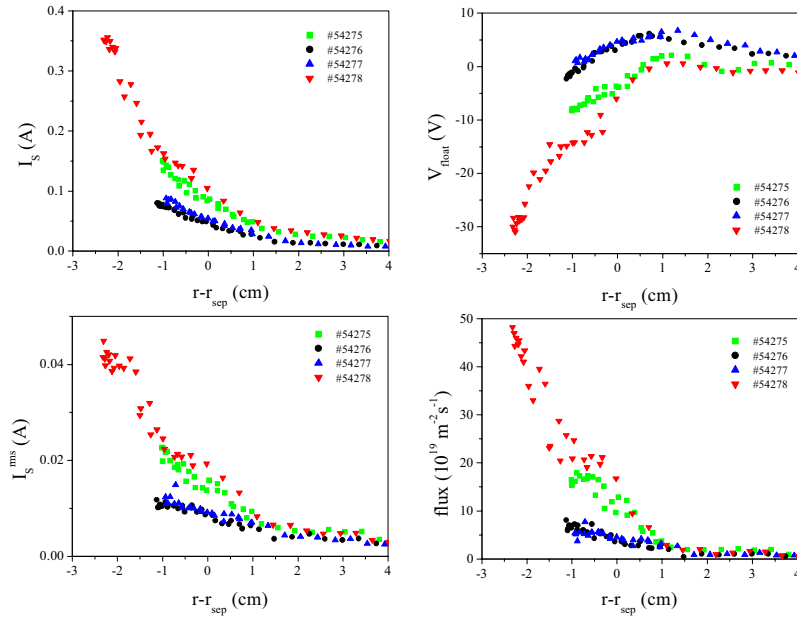 0.4
0.3
0.2
0.1
0.0
I_S (A)
#54275
#54276
#54277
#54278
-3 -2 -1 0 1 2 3 4
r-r_sep (cm)
10
0
-10
-20
-30
V_float (V)
#54275
#54276
#54277
#54278
-3 -2 -1 0 1 2 3 4
r-r_sep (cm)
0.04
0.02
0.00
I_S^rms (A)
#54275
#54276
#54277
#54278
-3 -2 -1 0 1 2 3 4
r-r_sep (cm)
50
40
30
20
10
0
flux (10^19 m^-2 s^-1)
#54275
#54276
#54277
#54278
-3 -2 -1 0 1 2 3 4
r-r_sep (cm)